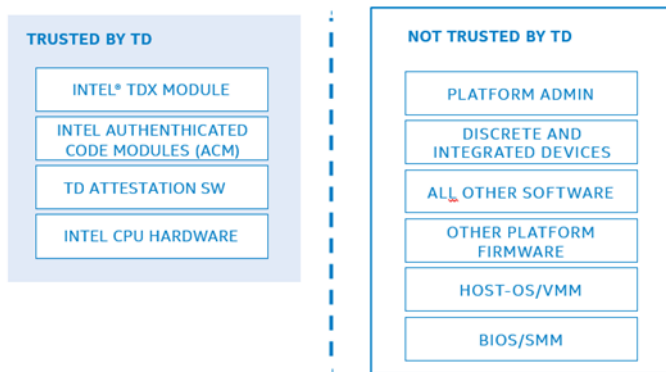 TRUSTED BY TD
INTEL® TDX MODULE
INTEL AUTHENTHICATED
CODE MODULES (ACM)
TD ATTESTATION SW
INTEL CPU HARDWARE
NOT TRUSTED BY TD
PLATFORM ADMIN
DISCRETE AND
INTEGRATED DEVICES
ALL OTHER SOFTWARE
OTHER PLATFORM
FIRMWARE
HOST-OS/VMM
BIOS/SMM